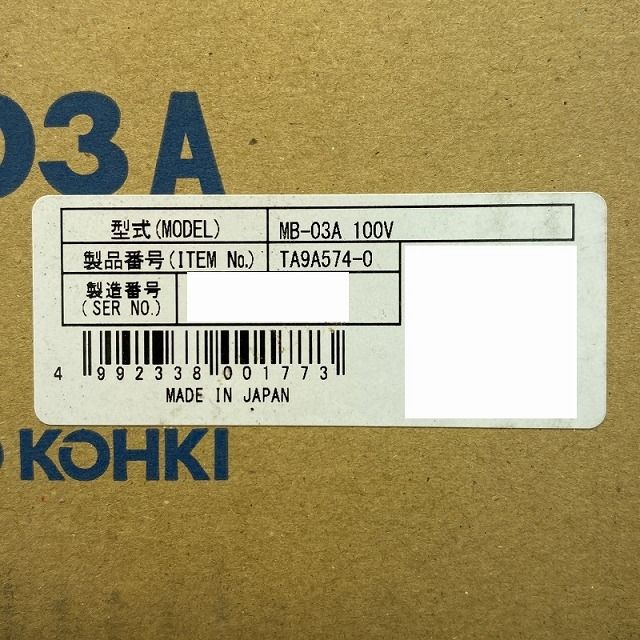 03A
型式(MODEL) MB-03A 100V
製品番号(ITEM No.) TA9A574-0
製造番号
(SER NO.)
4 992338 001773
MADE IN JAPAN
KOHKI